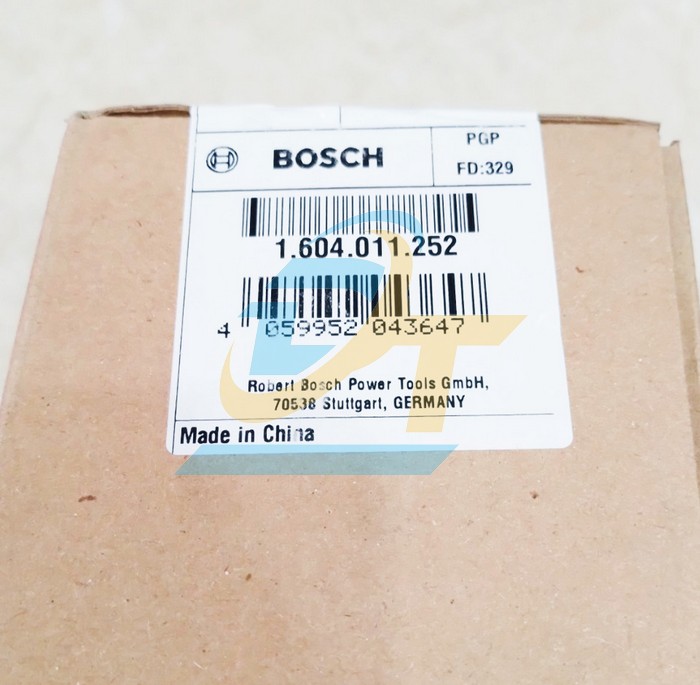 BOSCH
PGP
FD:329
1.604.011.252
4 059952 043647
Robert Bosch Power Tools GmbH,
70538 Stuttgart, GERMANY
Made in China